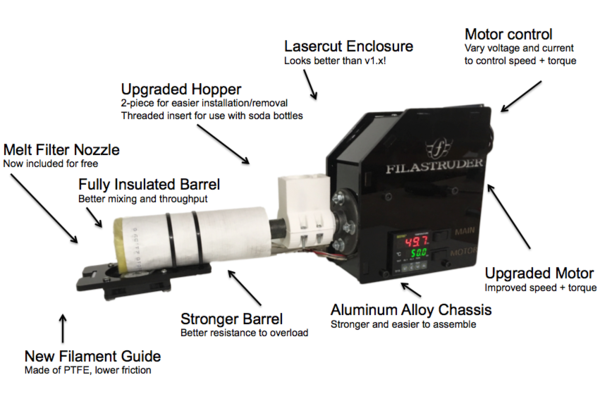 Motor control
Vary voltage and current
to control speed + torque
Lasercut Enclosure
Looks better than v1.x!
Upgraded Hopper
2-piece for easier installation/removal
Threaded insert for use with soda bottles
Melt Filter Nozzle
Now included for free
Fully Insulated Barrel
Better mixing and throughput
FILASTRUDER
MAIN
MOTOR
497.
500.
Upgraded Motor
Improved speed + torque
Aluminum Alloy Chassis
Stronger and easier to assemble
Stronger Barrel
Better resistance to overload
New Filament Guide
Made of PTFE, lower friction